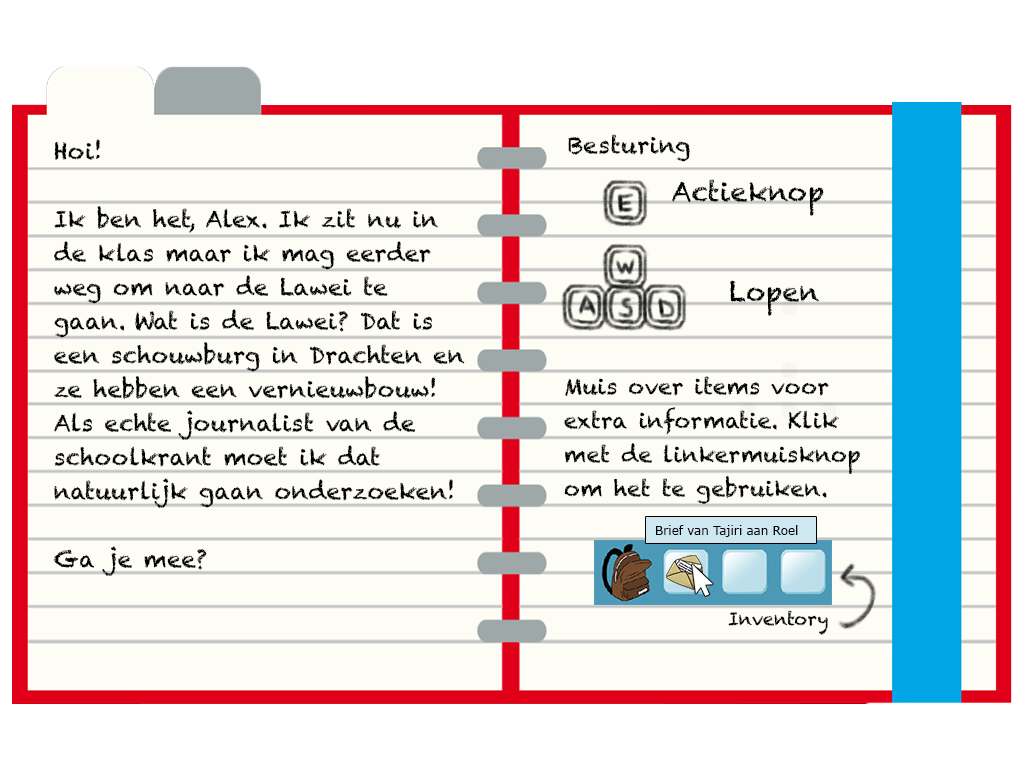 Hoi!
Ik ben het, Alex. Ik zit nu in
de klas maar ik mag eerder
weg om naar de Lawei te
gaan. Wat is de Lawei? Dat is
een schouwburg in Drachten en
ze hebben een vernieuwbouw!
Als echte journalist van de
schoolkrant moet ik dat
natuurlijk gaan onderzoeken!
Ga je mee?
Besturing
E Actieknop
W
A S D Lopen
Muis over items voor
extra informatie. Klik
met de linkermuisknop
om het te gebruiken.
Brief van Tajiri aan Roel
Inventory